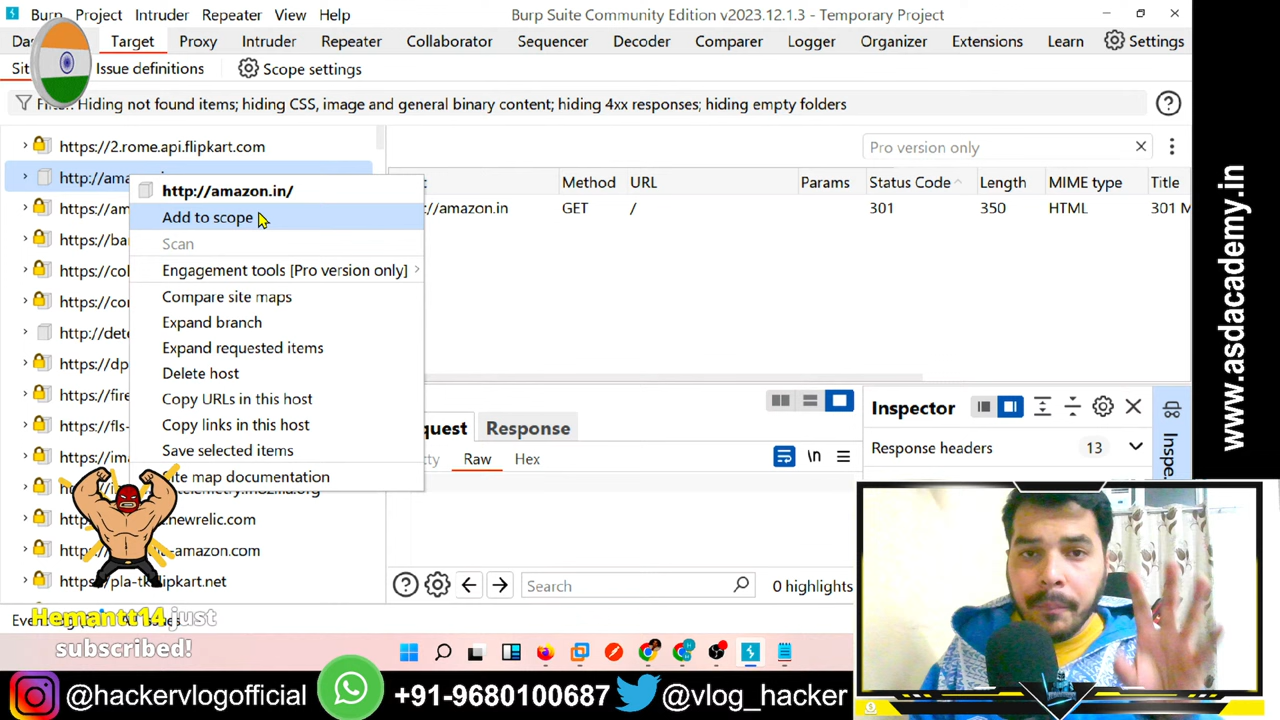 Burp Project Intruder Repeater View Help
Burp Suite Community Edition v2023.12.1.3 - Temporary Project
Target Proxy Intruder Repeater Collaborator Sequencer Decoder Comparer Logger Organizer Extensions Learn Settings
Issue definitions
Scope settings
Hiding not found items; hiding CSS, image and general binary content; hiding 4xx responses; hiding empty folders
https://2.rome.api.flipkart.com
Pro version only
http://amazon.in/
Add to scope
Scan
Engagement tools [Pro version only]
Compare site maps
Expand branch
Expand requested items
Delete host
Copy URLs in this host
Copy links in this host
Save selected items
Site map documentation
Method URL Params Status Code Length MIME type Title
//amazon.in GET / 301 350 HTML 301 M
Response
Raw Hex
\n
Inspector
Response headers 13
Search
0 highlights
newrelic.com
-amazon.com
Hemantt14 just
subscribed!
@hackervlogofficial
+91-9680100687
@vlog_hacker
www.asdacademy.in